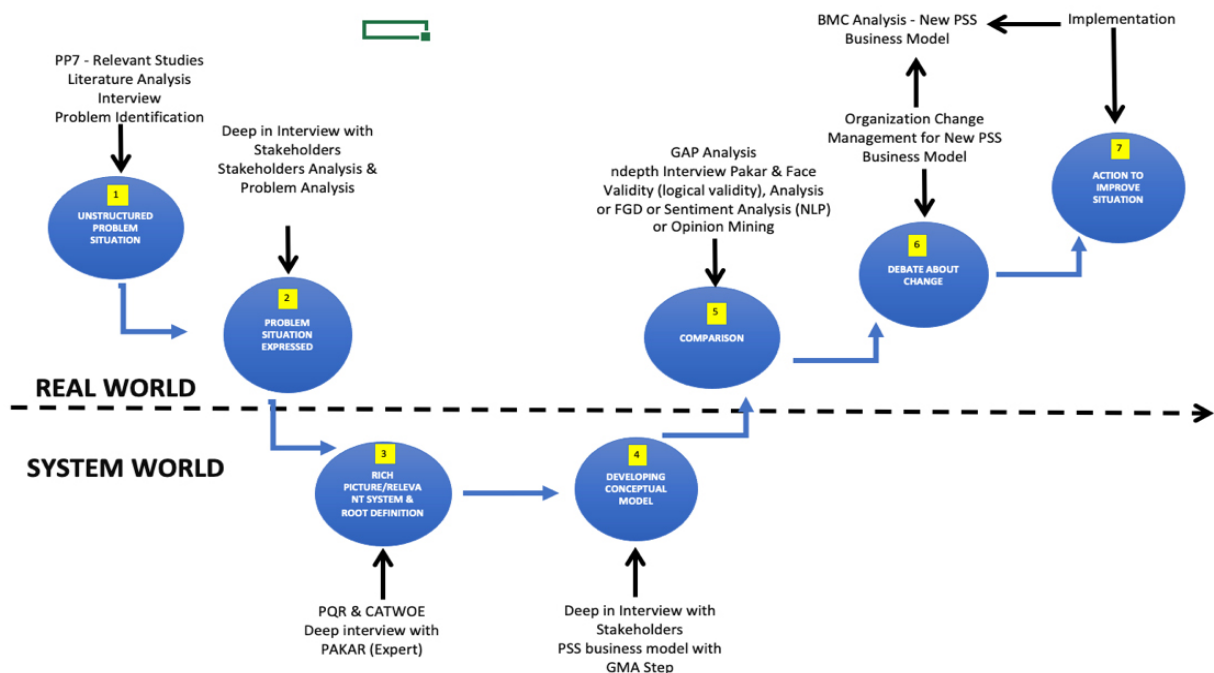 PP7 - Relevant Studies
Literature Analysis
Interview
Problem Identification
1
UNSTRUCTURED
PROBLEM
SITUATION
Deep in Interview with
Stakeholders
Stakeholders Analysis &
Problem Analysis
2
PROBLEM
SITUATION
EXPRESSED
GAP Analysis
ndepth Interview Pakar & Face
Validity (logical validity), Analysis
or FGD or Sentiment Analysis (NLP)
or Opinion Mining
5
COMPARISON
BMC Analysis - New PSS
Business Model
Organization Change
Management for New PSS
Business Model
6
DEBATE ABOUT
CHANGE
Implementation
7
ACTION TO
IMPROVE
SITUATION
REAL WORLD
SYSTEM WORLD
3
RICH
PICTURE/RELEVA
NT SYSTEM &
ROOT DEFINITION
PQR & CATWOE
Deep interview with
PAKAR (Expert)
4
DEVELOPING
CONCEPTUAL
MODEL
Deep in Interview with
Stakeholders
PSS business model with
GMA Step